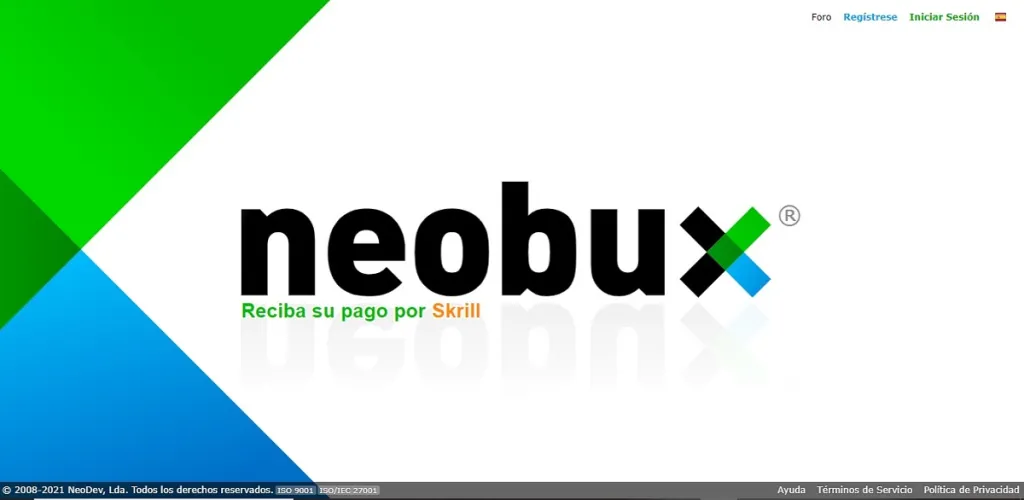 Foro Regístrese Iniciar Sesión
neobux®
Reciba su pago por Skrill
© 2008-2021 NeoDev, Lda. Todos los derechos reservados. ISO 9001 ISO/IEC 27001 Ayuda Términos de Servicio Política de Privacidad